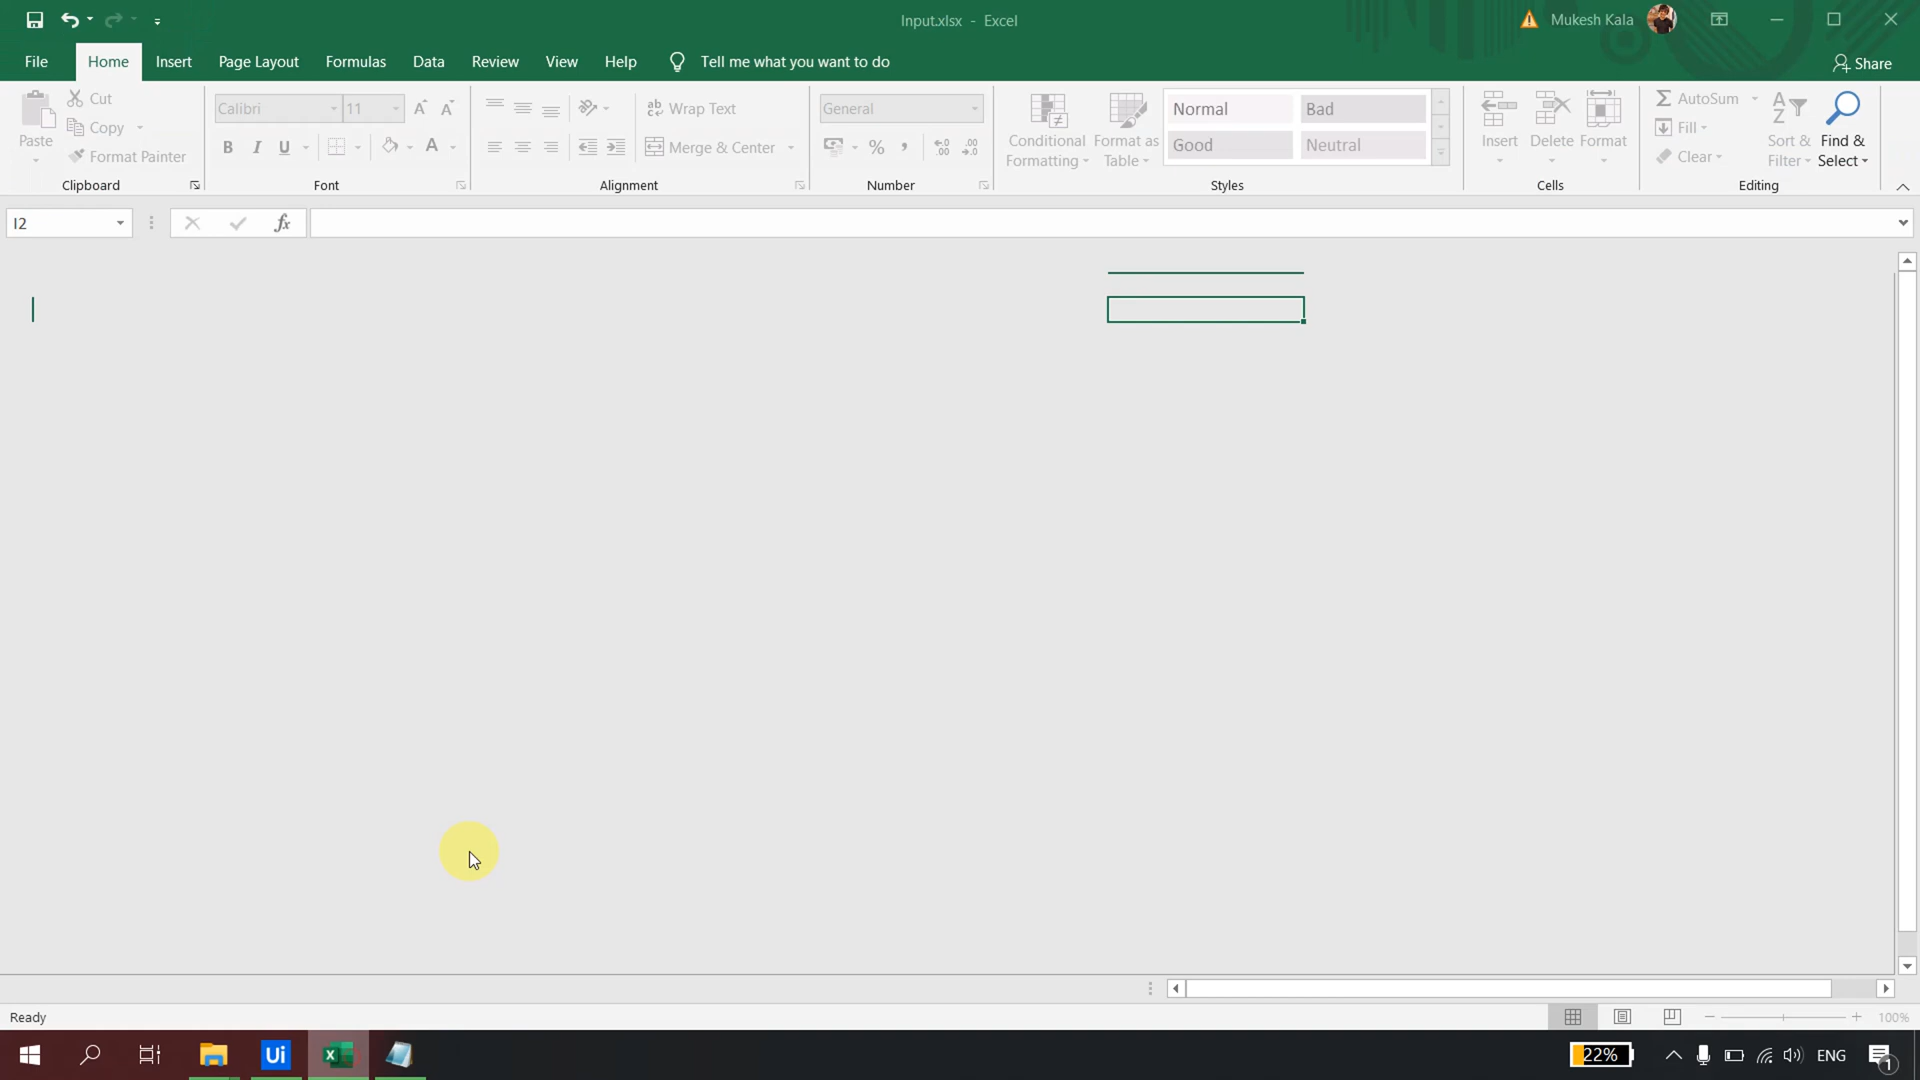 Input.xlsx - Excel
Mukesh Kala
File Home Insert Page Layout Formulas Data Review View Help Tell me what you want to do
Share
Paste
Cut
Copy
Format Painter
Clipboard
Calibri 11
B I U
Font
Wrap Text
Merge & Center
Alignment
General
Number
Conditional Formatting
Format as Table
Normal Bad
Good Neutral
Styles
Insert Delete Format
Cells
AutoSum
Fill
Clear
Sort & Filter
Find & Select
Editing
I2
fx
Ready
100%
Ui
22%
ENG
1